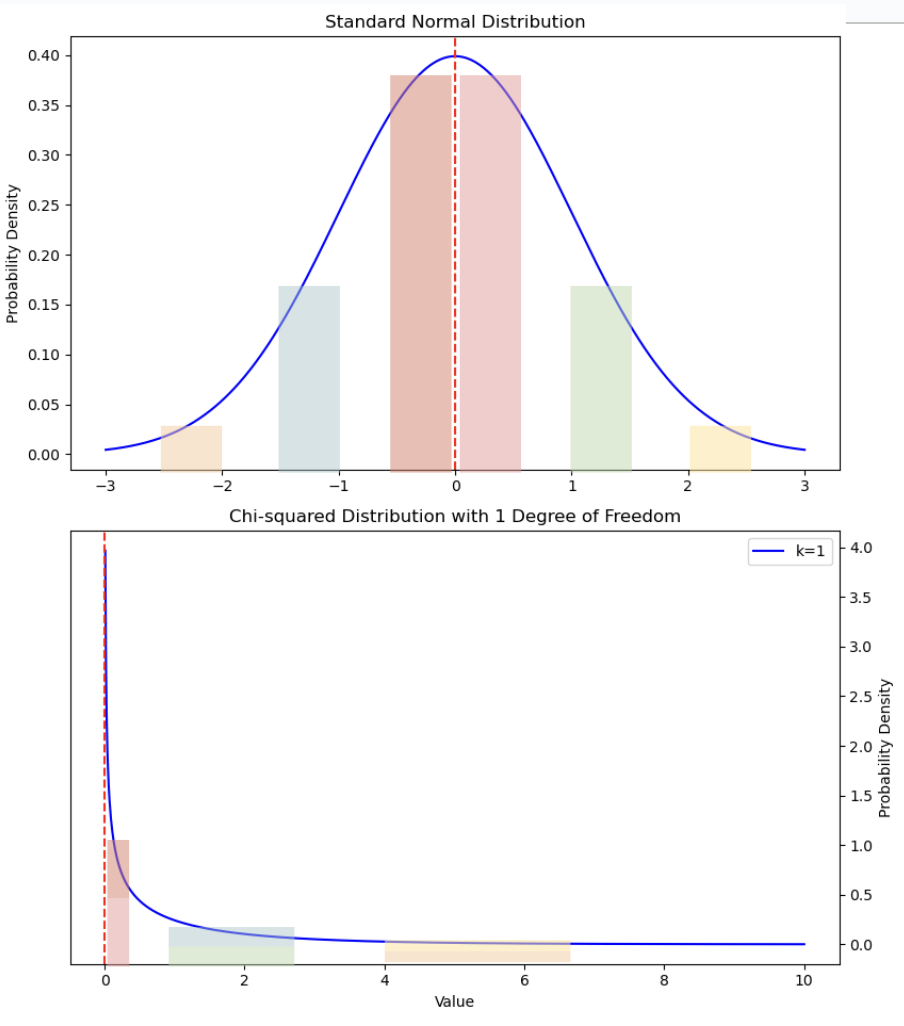 Standard Normal Distribution
Probability Density
0.40
0.35
0.30
0.25
0.20
0.15
0.10
0.05
0.00
−3 −2 −1 0 1 2 3
Chi-squared Distribution with 1 Degree of Freedom
k=1
4.0
3.5
3.0
2.5
2.0
1.5
1.0
0.5
0.0
Probability Density
0 2 4 6 8 10
Value